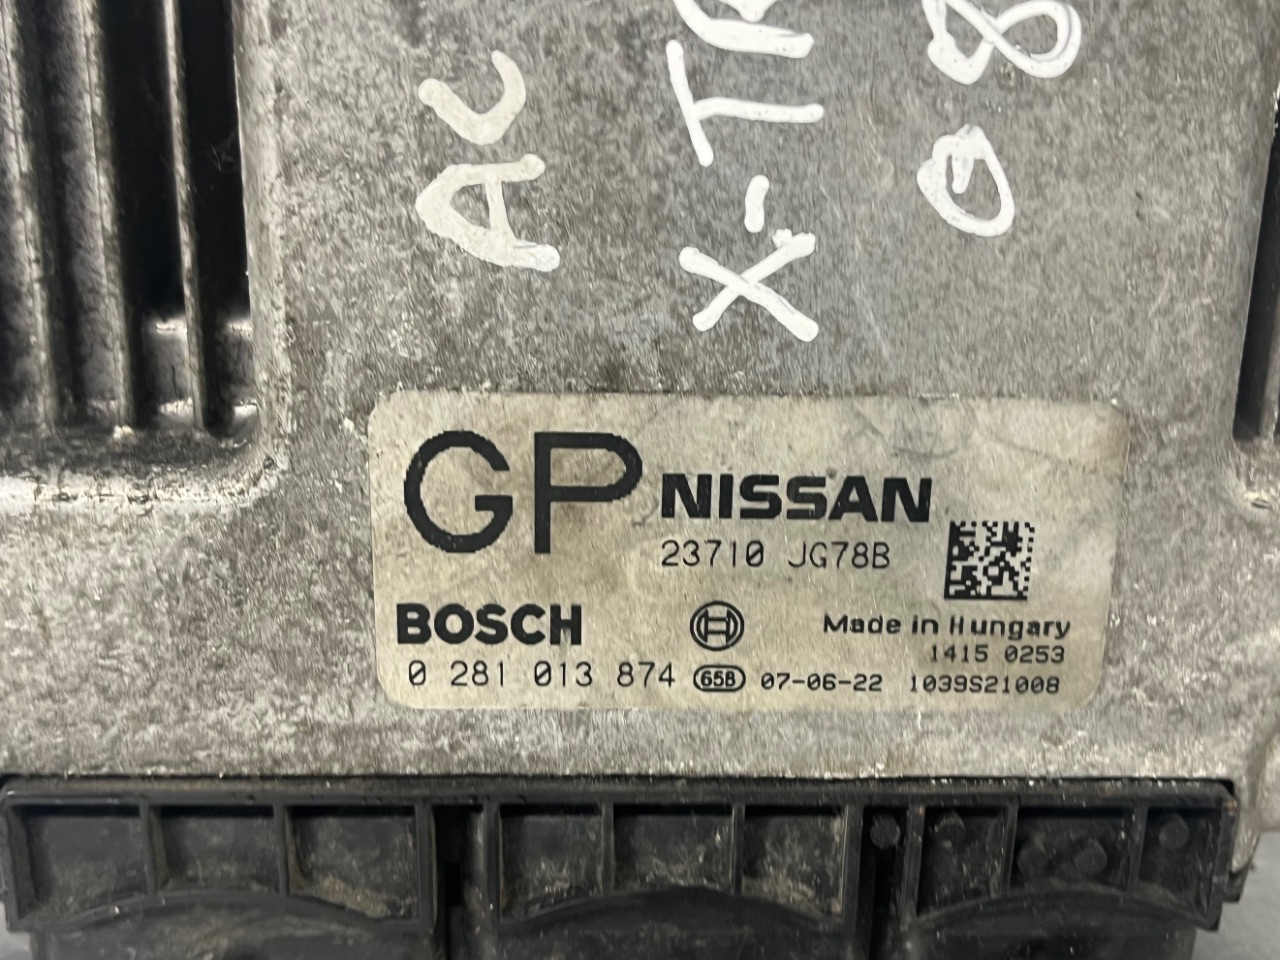 AC
X-TR
08
GP NISSAN
23710 JG78B
BOSCH
Made in Hungary
1415 0253
0 281 013 874 658 07-06-22 1039S21008